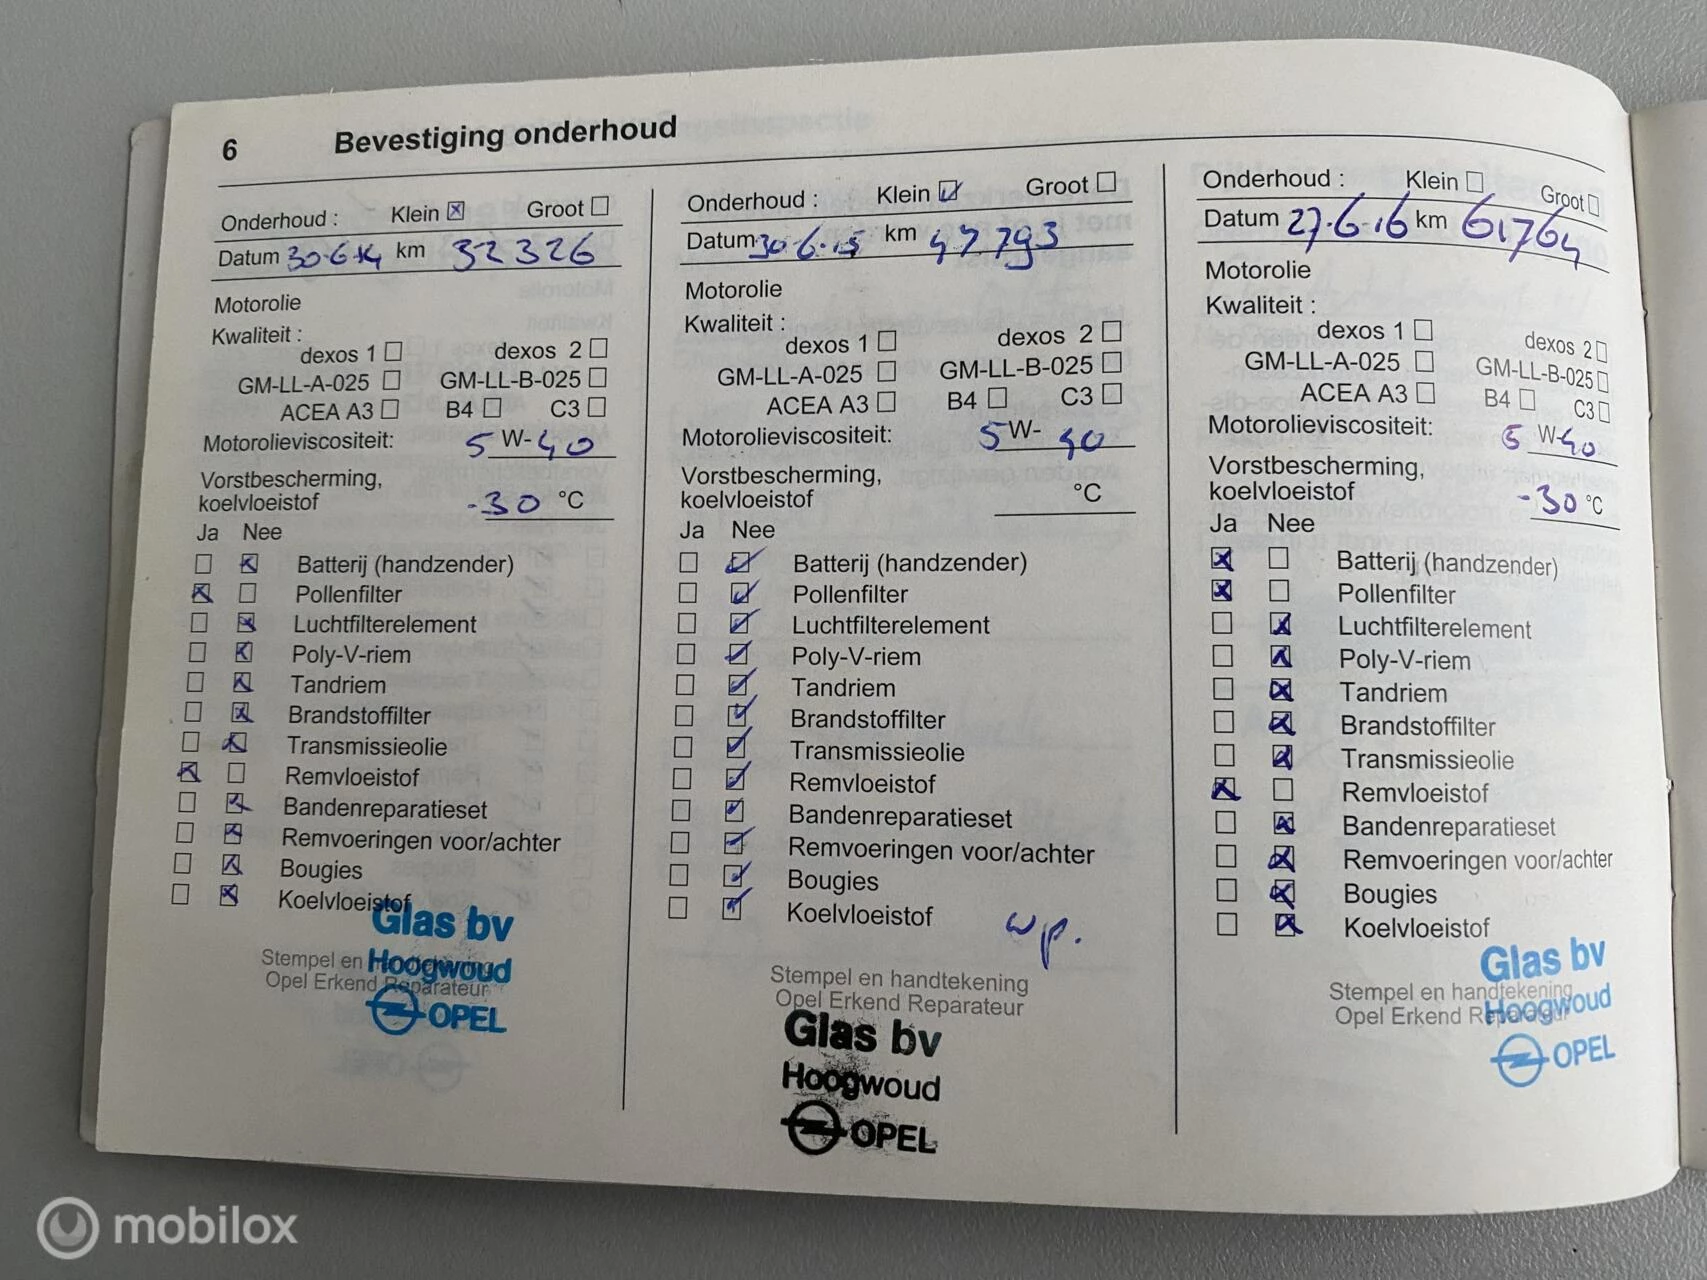 6 Bevestiging onderhoud
Onderhoud : Klein Groot
Datum 30-6-14 km 32326
Motorolie
Kwaliteit :
dexos 1 dexos 2
GM-LL-A-025 GM-LL-B-025
ACEA A3 B4 C3
Motorolieviscositeit: 5 W-40
Vorstbescherming,
koelvloeistof -30 °C
Ja Nee
Batterij (handzender)
Pollenfilter
Luchtfilterelement
Poly-V-riem
Tandriem
Brandstoffilter
Transmissieolie
Remvloeistof
Bandenreparatieset
Remvoeringen voor/achter
Bougies
Koelvloeistof
Stempel en handtekening
Opel Erkend Reparateur
Glas bv
Hoogwoud
OPEL
Onderhoud : Klein Groot
Datum 30-6-15 km 47793
Motorolie
Kwaliteit :
dexos 1 dexos 2
GM-LL-A-025 GM-LL-B-025
ACEA A3 B4 C3
Motorolieviscositeit: 5 W- 40
Vorstbescherming,
koelvloeistof °C
Ja Nee
Batterij (handzender)
Pollenfilter
Luchtfilterelement
Poly-V-riem
Tandriem
Brandstoffilter
Transmissieolie
Remvloeistof
Bandenreparatieset
Remvoeringen voor/achter
Bougies
Koelvloeistof
wp.
Stempel en handtekening
Opel Erkend Reparateur
Glas bv
Hoogwoud
OPEL
Onderhoud : Klein Groot
Datum 27-6-16 km 61764
Motorolie
Kwaliteit :
dexos 1 dexos 2
GM-LL-A-025 GM-LL-B-025
ACEA A3 B4 C3
Motorolieviscositeit: 5 W-40
Vorstbescherming,
koelvloeistof -30 °C
Ja Nee
Batterij (handzender)
Pollenfilter
Luchtfilterelement
Poly-V-riem
Tandriem
Brandstoffilter
Transmissieolie
Remvloeistof
Bandenreparatieset
Remvoeringen voor/achter
Bougies
Koelvloeistof
Stempel en handtekening
Opel Erkend Reparateur
Glas bv
Hoogwoud
OPEL
mobilox